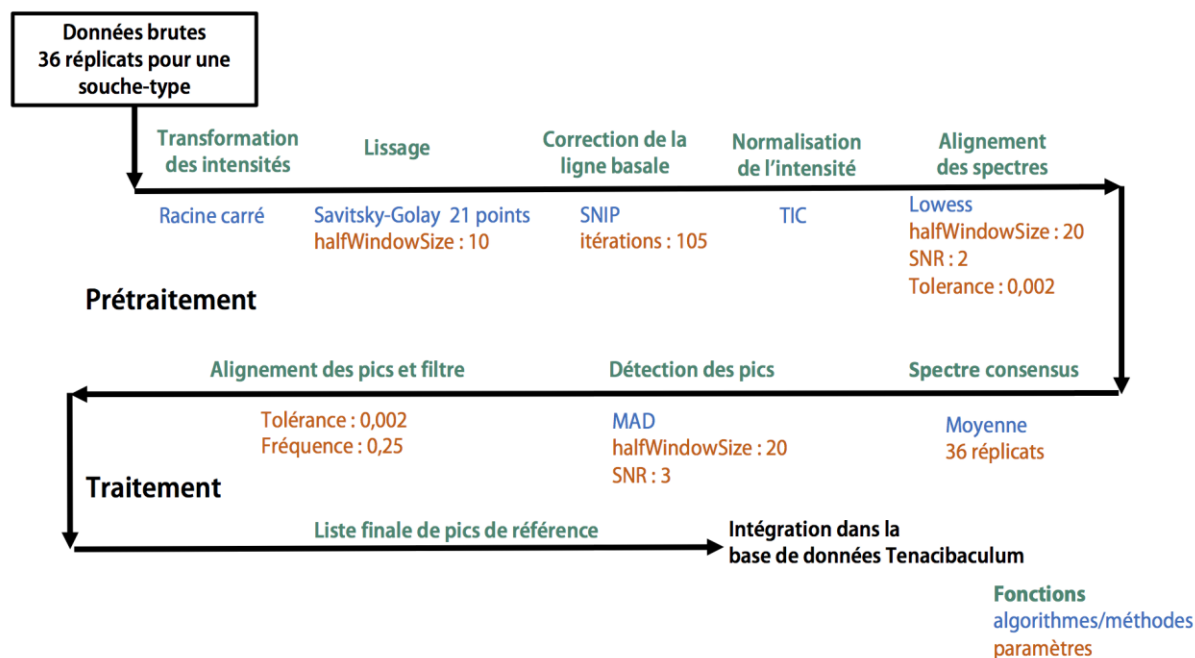 Données brutes
36 réplicats pour une
souche-type
Transformation
des intensités
Lissage
Correction de la
ligne basale
Normalisation
de l'intensité
Alignement
des spectres
Racine carré
Savitsky-Golay 21 points
halfWindowSize : 10
SNIP
itérations : 105
TIC
Lowess
halfWindowSize : 20
SNR : 2
Tolerance : 0,002
Prétraitement
Alignement des pics et filtre
Détection des pics
Spectre consensus
Tolérance : 0,002
Fréquence : 0,25
MAD
halfWindowSize : 20
SNR : 3
Moyenne
36 réplicats
Traitement
Liste finale de pics de référence
Intégration dans la
base de données Tenacibaculum
Fonctions
algorithmes/méthodes
paramètres